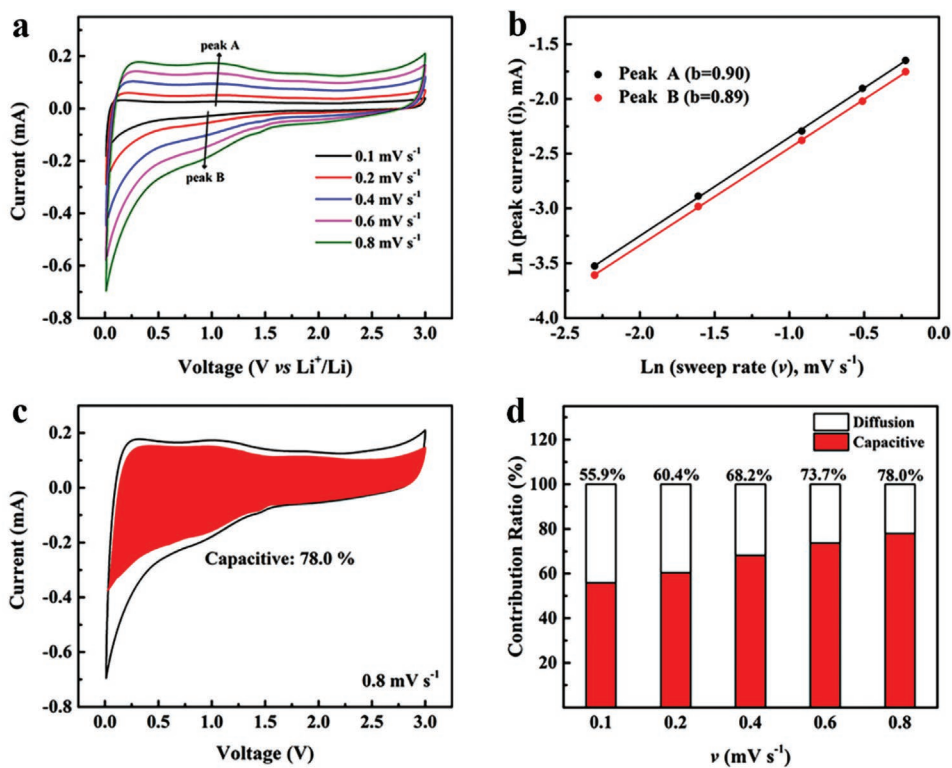 a
peak A
peak B
0.1 mV s⁻¹
0.2 mV s⁻¹
0.4 mV s⁻¹
0.6 mV s⁻¹
0.8 mV s⁻¹
Current (mA)
0.2
0.0
-0.2
-0.4
-0.6
-0.8
0.0 0.5 1.0 1.5 2.0 2.5 3.0
Voltage (V vs Li⁺/Li)
b
Peak A (b=0.90)
Peak B (b=0.89)
Ln (peak current (i), mA)
-1.5
-2.0
-2.5
-3.0
-3.5
-4.0
-2.5 -2.0 -1.5 -1.0 -0.5 0.0
Ln (sweep rate (v), mV s⁻¹)
c
Current (mA)
0.4
0.2
0.0
-0.2
-0.4
-0.6
-0.8
Capacitive: 78.0 %
0.8 mV s⁻¹
0.0 0.5 1.0 1.5 2.0 2.5 3.0
Voltage (V)
d
Diffusion
Capacitive
Contribution Ratio (%)
120
100
80
60
40
20
55.9% 60.4% 68.2% 73.7% 78.0%
0.1 0.2 0.4 0.6 0.8
v (mV s⁻¹)